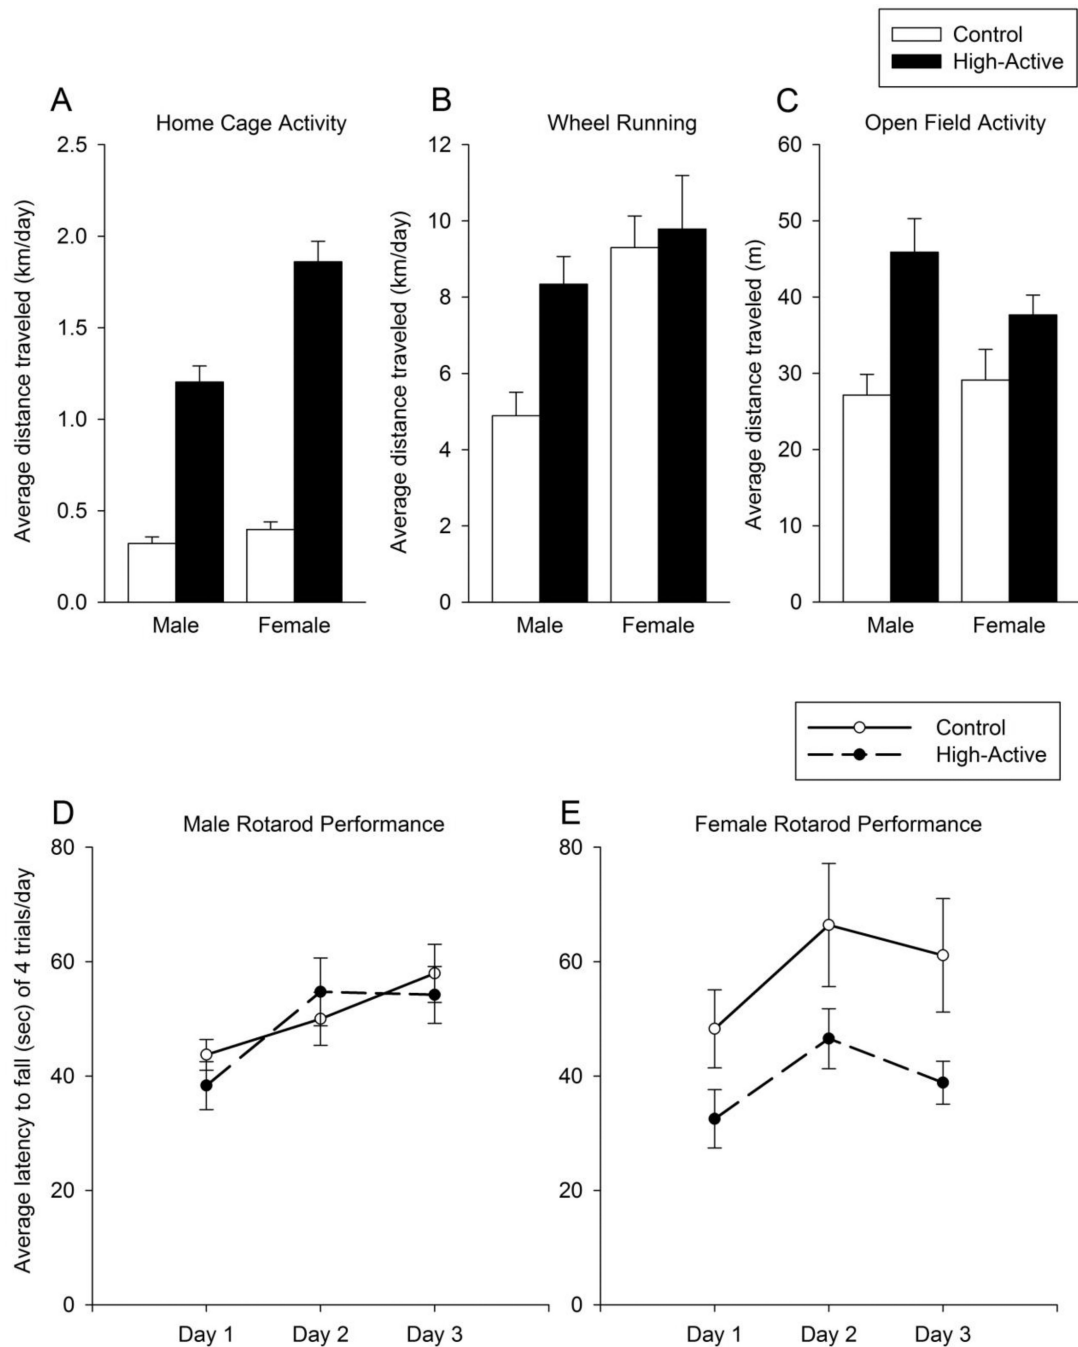 Control
High-Active
A
Home Cage Activity
Average distance traveled (km/day)
2.5
2.0
1.5
1.0
0.5
0.0
Male Female
B
Wheel Running
Average distance traveled (km/day)
12
10
8
6
4
2
0
Male Female
C
Open Field Activity
Average distance traveled (m)
60
50
40
30
20
10
0
Male Female
Control
High-Active
D
Male Rotarod Performance
Average latency to fall (sec) of 4 trials/day
80
60
40
20
0
Day 1 Day 2 Day 3
E
Female Rotarod Performance
80
60
40
20
0
Day 1 Day 2 Day 3